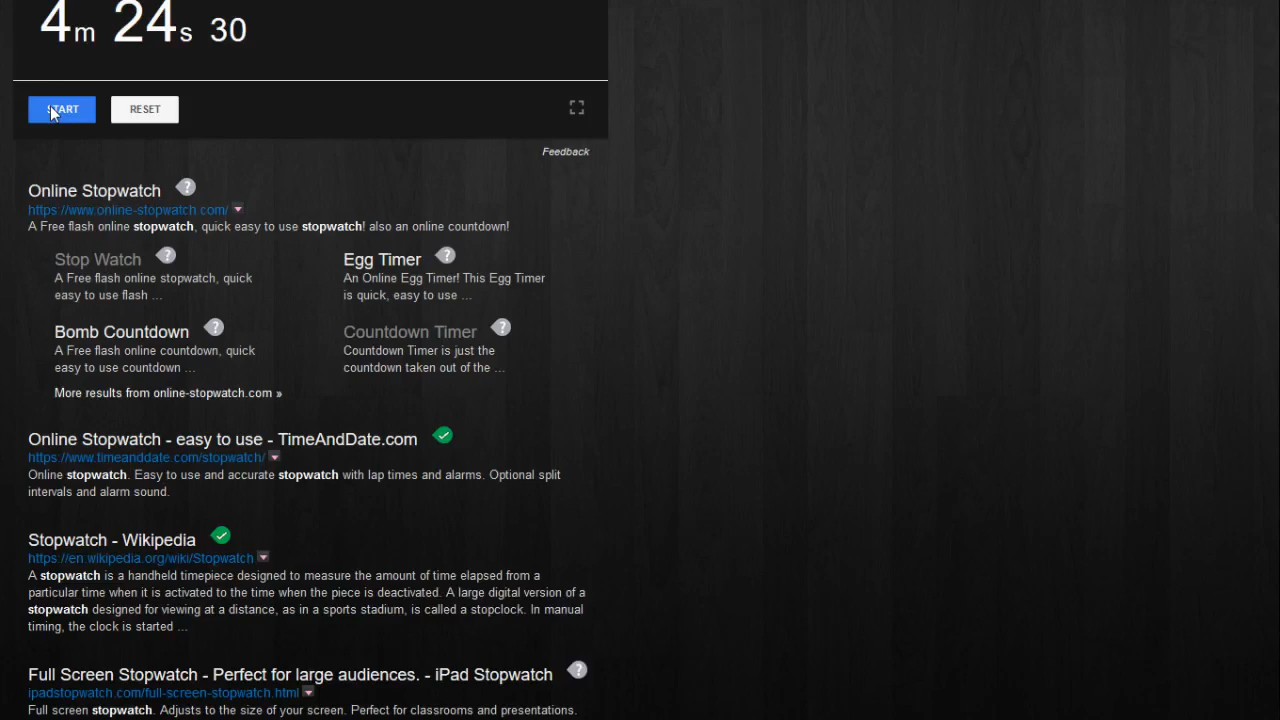 4m 24s 30
START RESET
Feedback
Online Stopwatch
https://www.online-stopwatch.com/
A Free flash online stopwatch, quick easy to use stopwatch! also an online countdown!
Stop Watch
A Free flash online stopwatch, quick
easy to use flash ...
Egg Timer
An Online Egg Timer! This Egg Timer
is quick, easy to use ...
Bomb Countdown
A Free flash online countdown, quick
easy to use countdown ...
Countdown Timer
Countdown Timer is just the
countdown taken out of the ...
More results from online-stopwatch.com »
Online Stopwatch - easy to use - TimeAndDate.com
https://www.timeanddate.com/stopwatch/
Online stopwatch. Easy to use and accurate stopwatch with lap times and alarms. Optional split
intervals and alarm sound.
Stopwatch - Wikipedia
https://en.wikipedia.org/wiki/Stopwatch
A stopwatch is a handheld timepiece designed to measure the amount of time elapsed from a
particular time when it is activated to the time when the piece is deactivated. A large digital version of a
stopwatch designed for viewing at a distance, as in a sports stadium, is called a stopclock. In manual
timing, the clock is started ...
Full Screen Stopwatch - Perfect for large audiences. - iPad Stopwatch
ipadstopwatch.com/full-screen-stopwatch.html
Full screen stopwatch. Adjusts to the size of your screen. Perfect for classrooms and presentations.